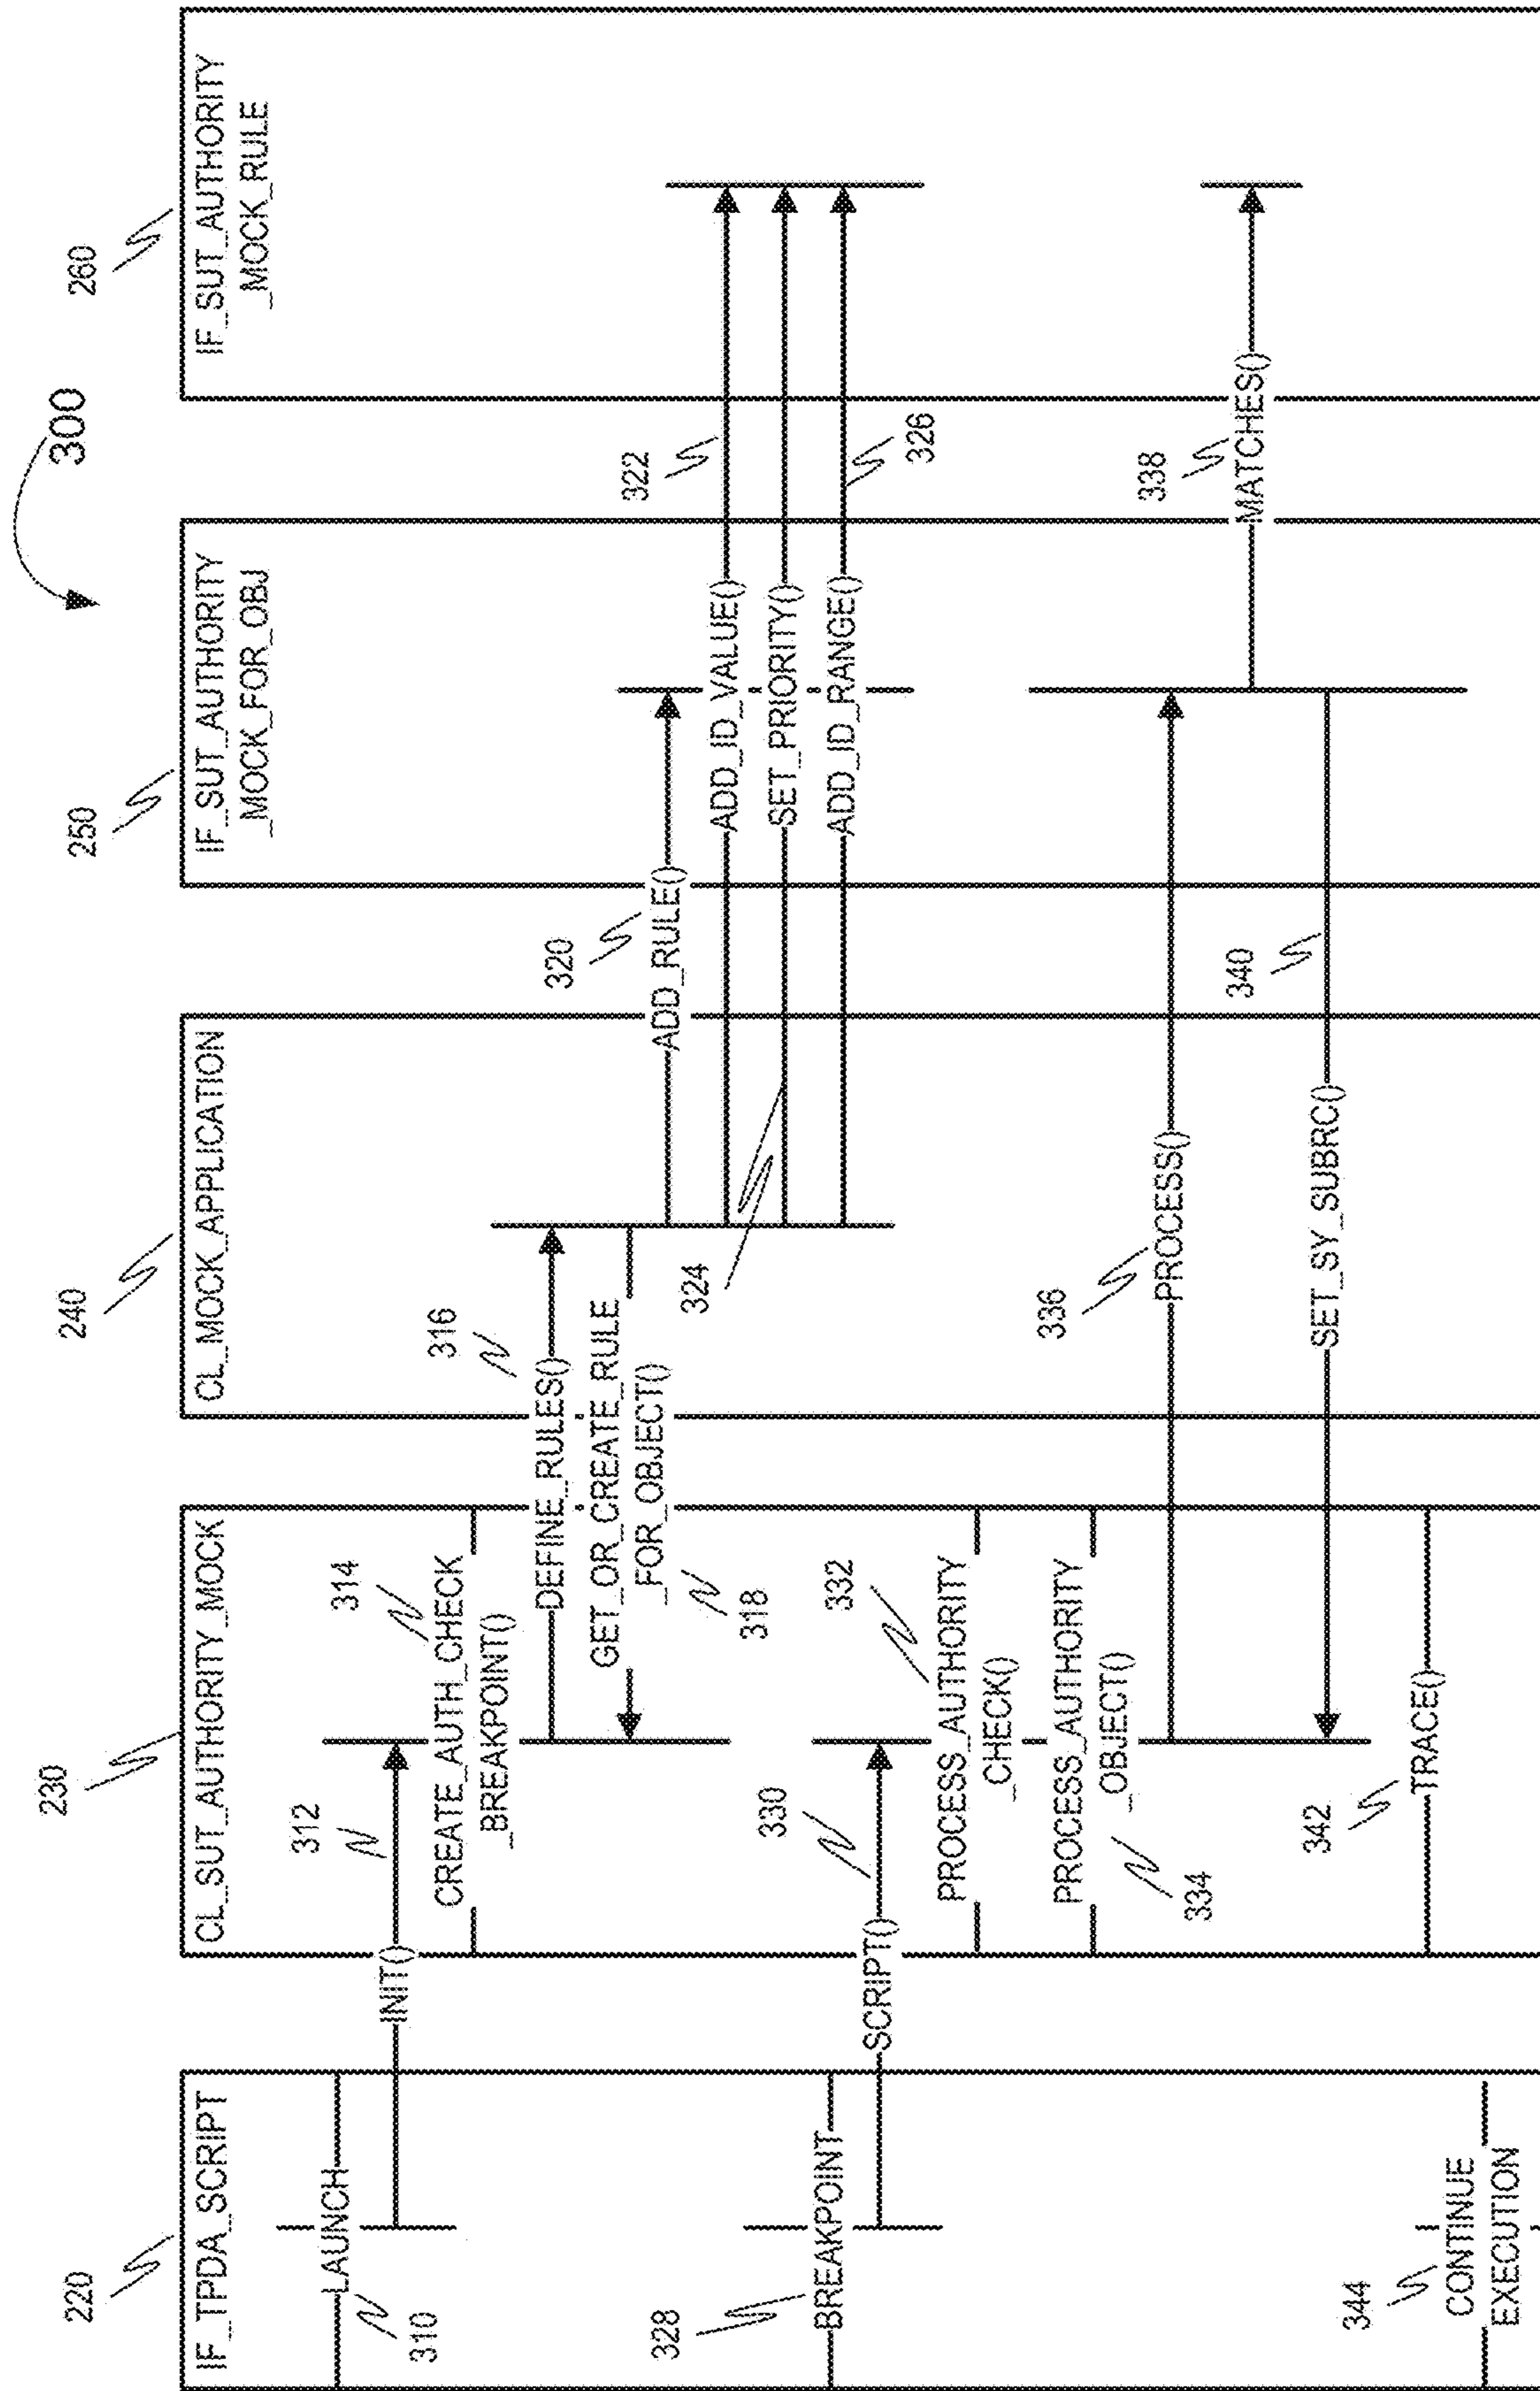 300
220
IF_TPDA_SCRIPT
230
CL_SUT_AUTHORITY_MOCK
240
CL_MOCK_APPLICATION
250
IF_SUT_AUTHORITY
_MOCK_FOR_OBJ
260
IF_SUT_AUTHORITY
_MOCK_RULE
LAUNCH
310
INIT()
312
314
CREATE_AUTH_CHECK
_BREAKPOINT()
316
DEFINE_RULES()
GET_OR_CREATE_RULE
_FOR_OBJECT()
318
320
ADD_RULE()
322
ADD_ID_VALUE()
324
SET_PRIORITY()
ADD_ID_RANGE()
326
328
BREAKPOINT
330
SCRIPT()
332
PROCESS_AUTHORITY
_CHECK()
PROCESS_AUTHORITY
_OBJECT()
334
336
PROCESS()
338
MATCHES()
340
SET_SY_SUBRC()
342
TRACE()
344
CONTINUE
EXECUTION